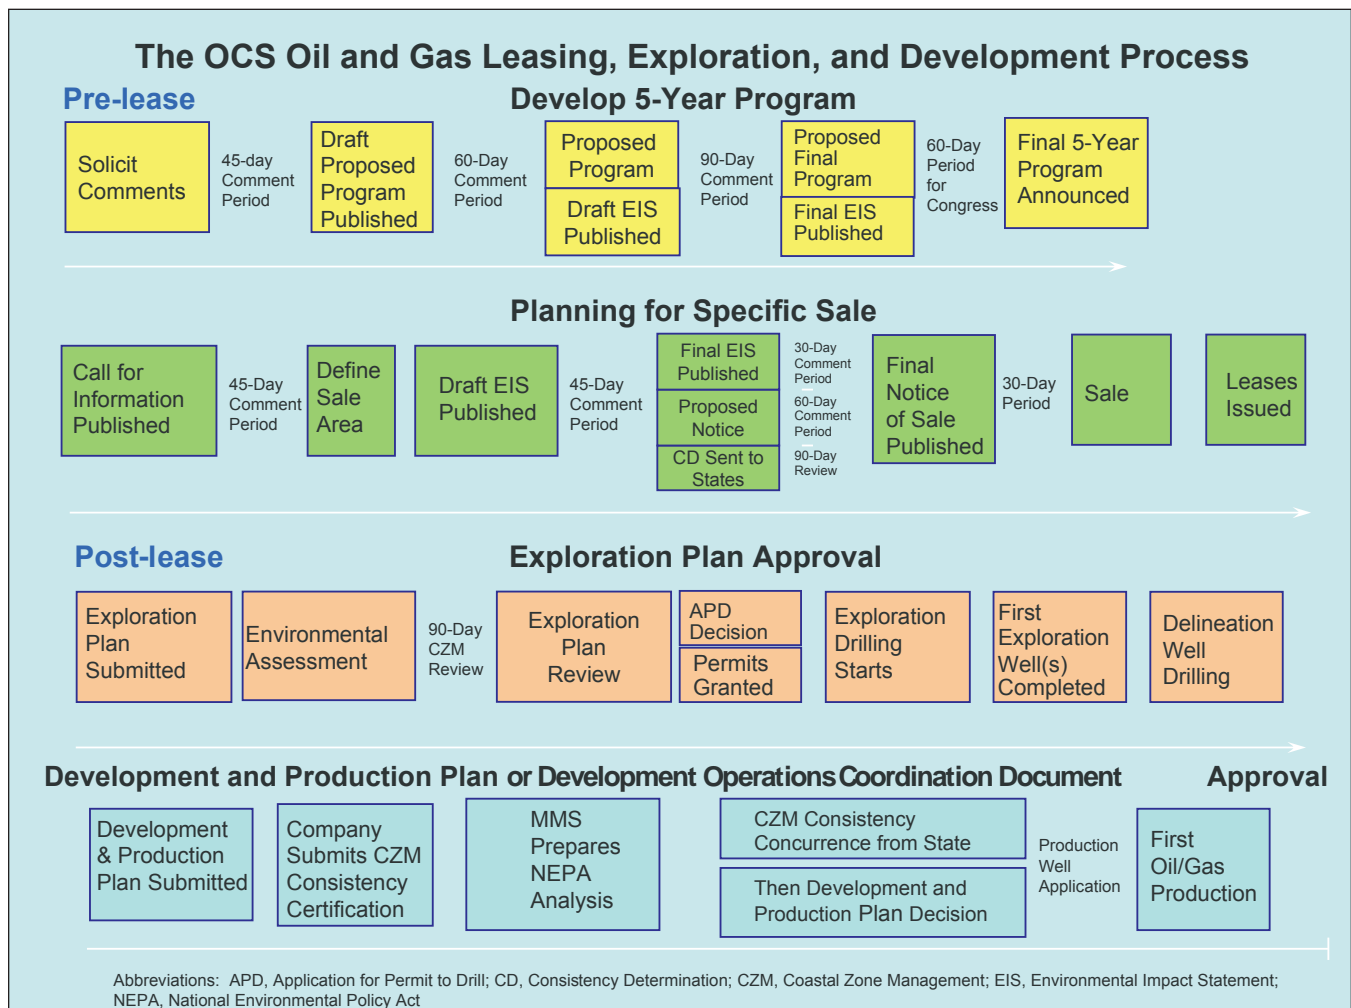 The OCS Oil and Gas Leasing, Exploration, and Development Process
Pre-lease
Develop 5-Year Program
Solicit
Comments
45-day
Comment
Period
Draft
Proposed
Program
Published
60-Day
Comment
Period
Proposed
Program
Draft EIS
Published
90-Day
Comment
Period
Proposed
Final
Program
Final EIS
Published
60-Day
Period
for
Congress
Final 5-Year
Program
Announced
Planning for Specific Sale
Call for
Information
Published
45-Day
Comment
Period
Define
Sale
Area
Draft EIS
Published
45-Day
Comment
Period
Final EIS
Published
30-Day
Comment
Period
Proposed
Notice
60-Day
Comment
Period
CD Sent to
States
90-Day
Review
Final
Notice
of Sale
Published
30-Day
Period
Sale
Leases
Issued
Post-lease
Exploration Plan Approval
Exploration
Plan
Submitted
Environmental
Assessment
90-Day
CZM
Review
Exploration
Plan
Review
APD
Decision
Permits
Granted
Exploration
Drilling
Starts
First
Exploration
Well(s)
Completed
Delineation
Well
Drilling
Development and Production Plan or Development Operations Coordination Document Approval
Development
& Production
Plan Submitted
Company
Submits CZM
Consistency
Certification
MMS
Prepares
NEPA
Analysis
CZM Consistency
Concurrence from State
Then Development and
Production Plan Decision
Production
Well
Application
First
Oil/Gas
Production
Abbreviations: APD, Application for Permit to Drill; CD, Consistency Determination; CZM, Coastal Zone Management; EIS, Environmental Impact Statement;
NEPA, National Environmental Policy Act